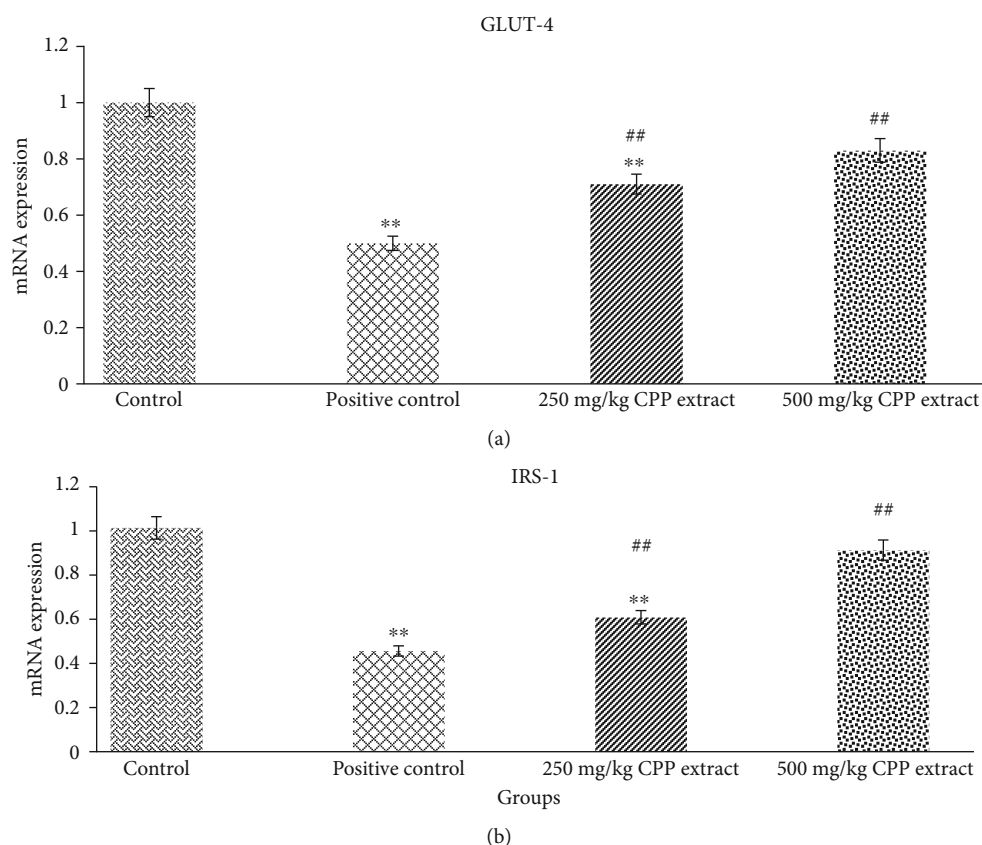 GLUT-4
1.2
1
0.8
0.6
0.4
0.2
0
mRNA expression
**
##
**
##
Control Positive control 250 mg/kg CPP extract 500 mg/kg CPP extract
(a)
IRS-1
1.2
1
0.8
0.6
0.4
0.2
0
mRNA expression
**
##
**
##
Control Positive control 250 mg/kg CPP extract 500 mg/kg CPP extract
Groups
(b)